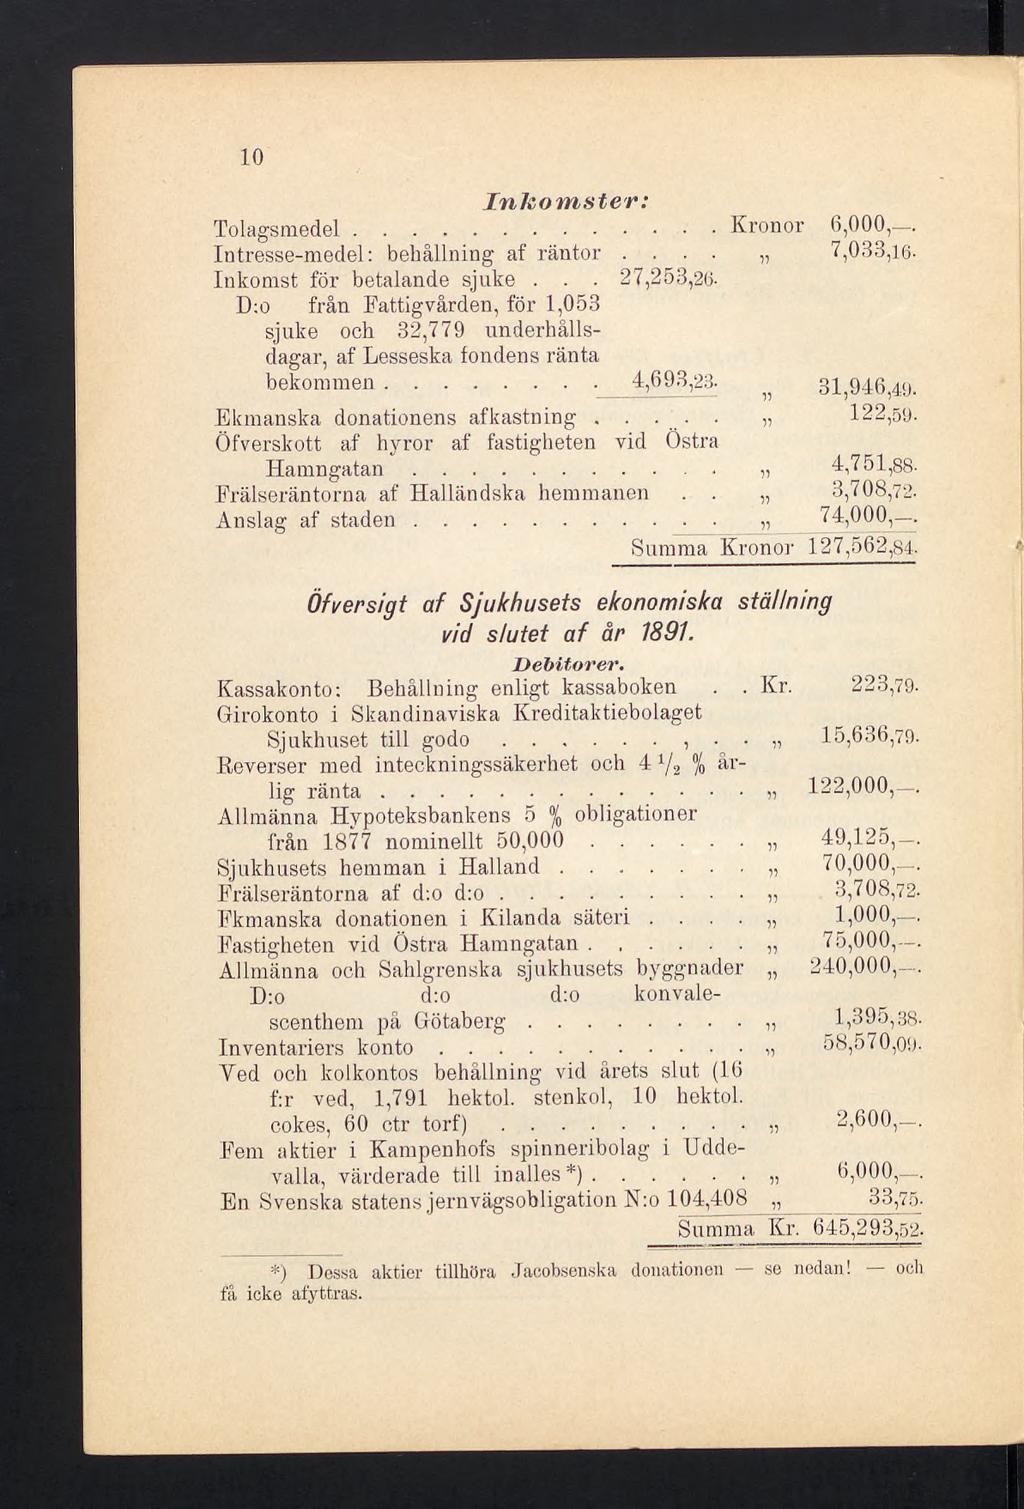 10
Inkomster:
Tolagsmedel . . . . . . . . . . . . . Kronor 6,000,—.
Intresse-medel: behållning af räntor . . . . „ 7,033,16.
Inkomst för betalande sjuke . . . 27,253,26.
D:o från Fattigvården, för 1,053
sjuke och 32,779 underhålls-
dagar, af Lesseska fondens ränta
bekommen . . . . . . . . 4,693,23. „ 31,946,49.
Ekmanska donationens afkastning . . . . . „ 122,59.
Öfverskott af hyror af fastigheten vid Östra
Hamngatan . . . . . . . . . . . „ 4,751,88.
Frälseräntorna af Halländska hemmanen . . „ 3,708,72.
Anslag af staden . . . . . . . . . . . „ 74,000,—.
Summa Kronor 127,562,84.
Öfversigt af Sjukhusets ekonomiska ställning
vid slutet af år 1891.
Debitorer.
Kassakonto: Behållning enligt kassaboken . . Kr. 223,79.
Girokonto i Skandinaviska Kreditaktiebolaget
Sjukhuset till godo . . . . . . , . . „ 15,636,79.
Reverser med inteckningssäkerhet och 4 1/2 % år-
lig ränta . . . . . . . . . . . . . „ 122,000,—.
Allmänna Hypoteksbankens 5 % obligationer
från 1877 nominellt 50,000 . . . . . . „ 49,125,—.
Sjukhusets hemman i Halland . . . . . . . „ 70,000,—.
Frälseräntorna af d:o d:o . . . . . . . . . „ 3,708,72.
Fkmanska donationen i Kilanda säteri . . . . „ 1,000,—.
Fastigheten vid Östra Hamngatan . . . . . . „ 75,000,—.
Allmänna och Sahlgrenska sjukhusets byggnader „ 240,000,—.
D:o d:o d:o konvale-
scenthem på Götaberg . . . . . . . . „ 1,395,38.
Inventariers konto . . . . . . . . . . . „ 58,570,09.
Ved och kolkontos behållning vid årets slut (16
f:r ved, 1,791 hektol. stenkol, 10 hektol.
cokes, 60 ctr torf) . . . . . . . . . „ 2,600,—.
Fem aktier i Kampenhofs spinneribolag i Udde-
valla, värderade till inalles *) . . . . . . „ 6,000,—.
En Svenska statens jernvägsobligation N:o 104,408 „ 33,75.
Summa Kr. 645,293,52.
*) Dessa aktier tillhöra Jacobsenska donationen — se nedan! — och
få icke afyttras.